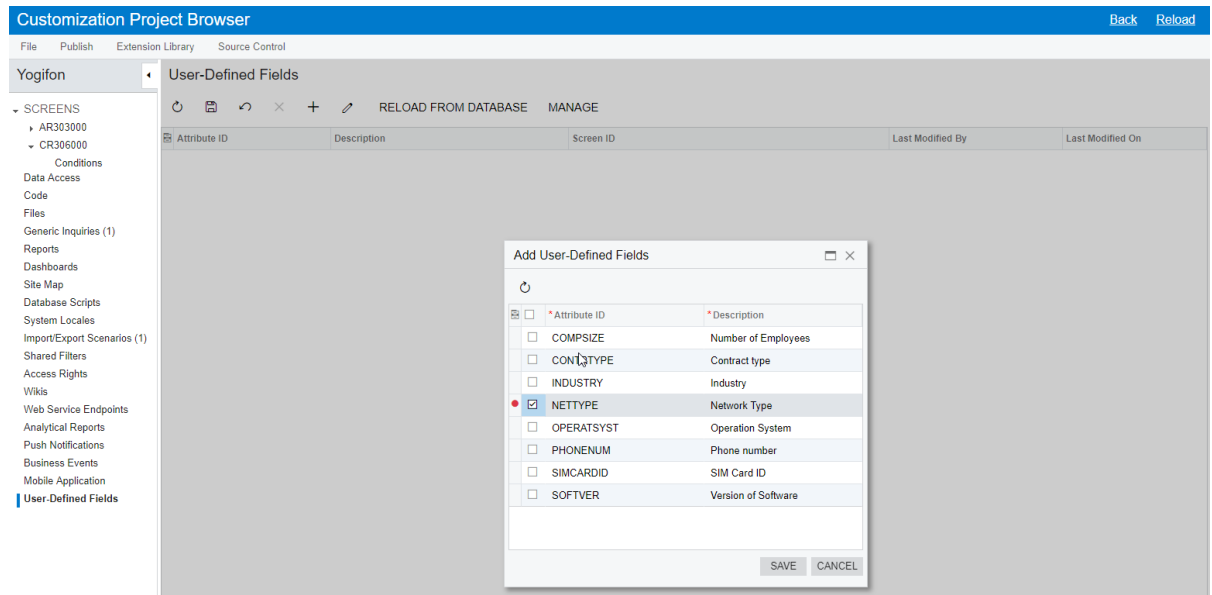 Customization Project Browser Back Reload
File Publish Extension Library Source Control
Yogifon
User-Defined Fields
SCREENS
AR303000
CR306000
Conditions
Data Access
Code
Files
Generic Inquiries (1)
Reports
Dashboards
Site Map
Database Scripts
System Locales
Import/Export Scenarios (1)
Shared Filters
Access Rights
Wikis
Web Service Endpoints
Analytical Reports
Push Notifications
Business Events
Mobile Application
User-Defined Fields
RELOAD FROM DATABASE MANAGE
Attribute ID Description Screen ID Last Modified By Last Modified On
Add User-Defined Fields
*Attribute ID *Description
COMPSIZE Number of Employees
Contract type
INDUSTRY Industry
NETTYPE Network Type
OPERATSYST Operation System
PHONENUM Phone number
SIMCARDID SIM Card ID
SOFTVER Version of Software
SAVE CANCEL